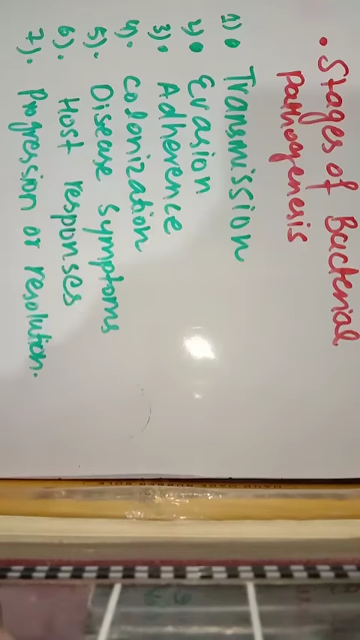 • Stages of Bacterial
Pathogenesis
1)• Transmission
2)• Evasion
3)• Adherence
4)• Colonization
5)• Disease Symptoms
6)• Host responses
7)• Progression or resolution.